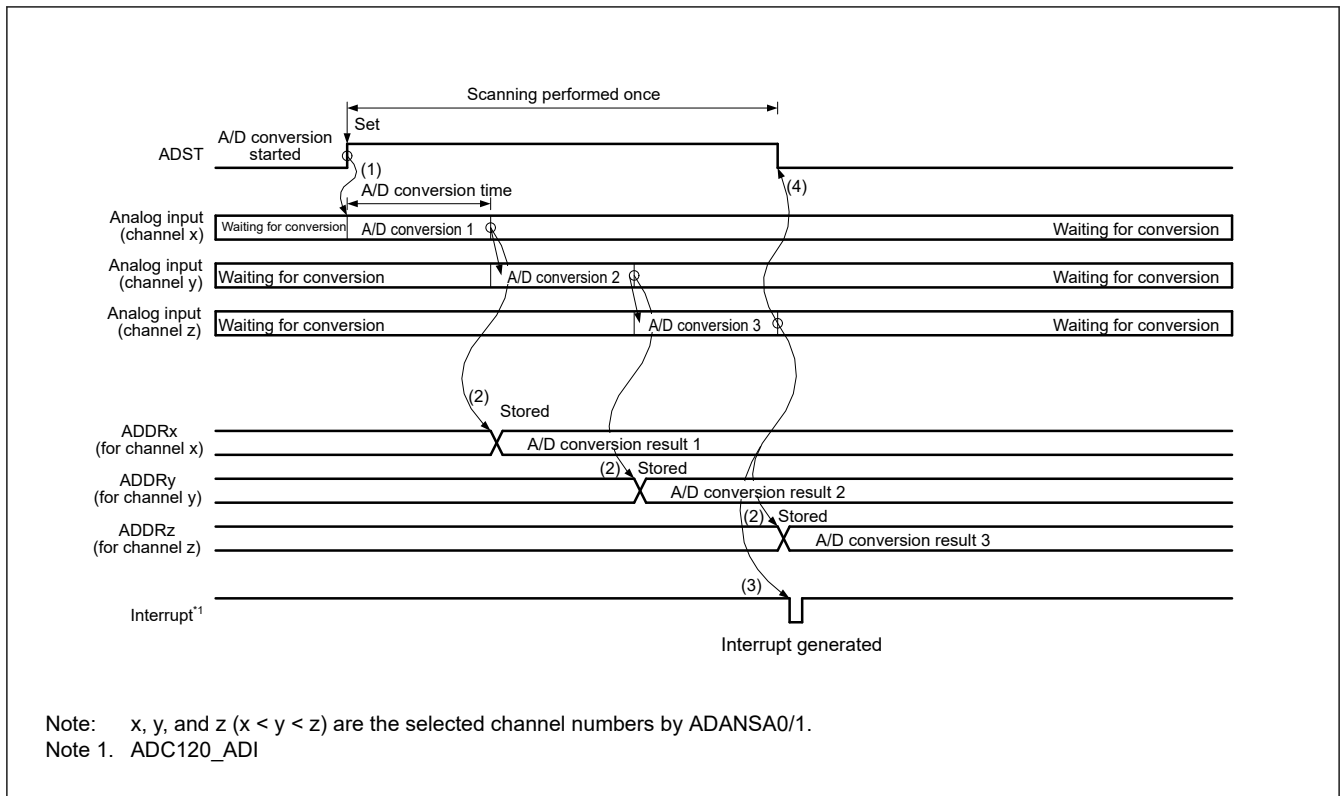 Scanning performed once
Set
A/D conversion
started
ADST
(1)
(4)
A/D conversion time
Analog input
(channel x)
Waiting for conversion
A/D conversion 1
Waiting for conversion
Analog input
(channel y)
Waiting for conversion
A/D conversion 2
Waiting for conversion
Analog input
(channel z)
Waiting for conversion
A/D conversion 3
Waiting for conversion
(2)
Stored
ADDRx
(for channel x)
A/D conversion result 1
(2)
Stored
ADDRy
(for channel y)
A/D conversion result 2
(2)
Stored
ADDRz
(for channel z)
A/D conversion result 3
(3)
Interrupt*1
Interrupt generated
Note: x, y, and z (x < y < z) are the selected channel numbers by ADANSA0/1.
Note 1. ADC120_ADI